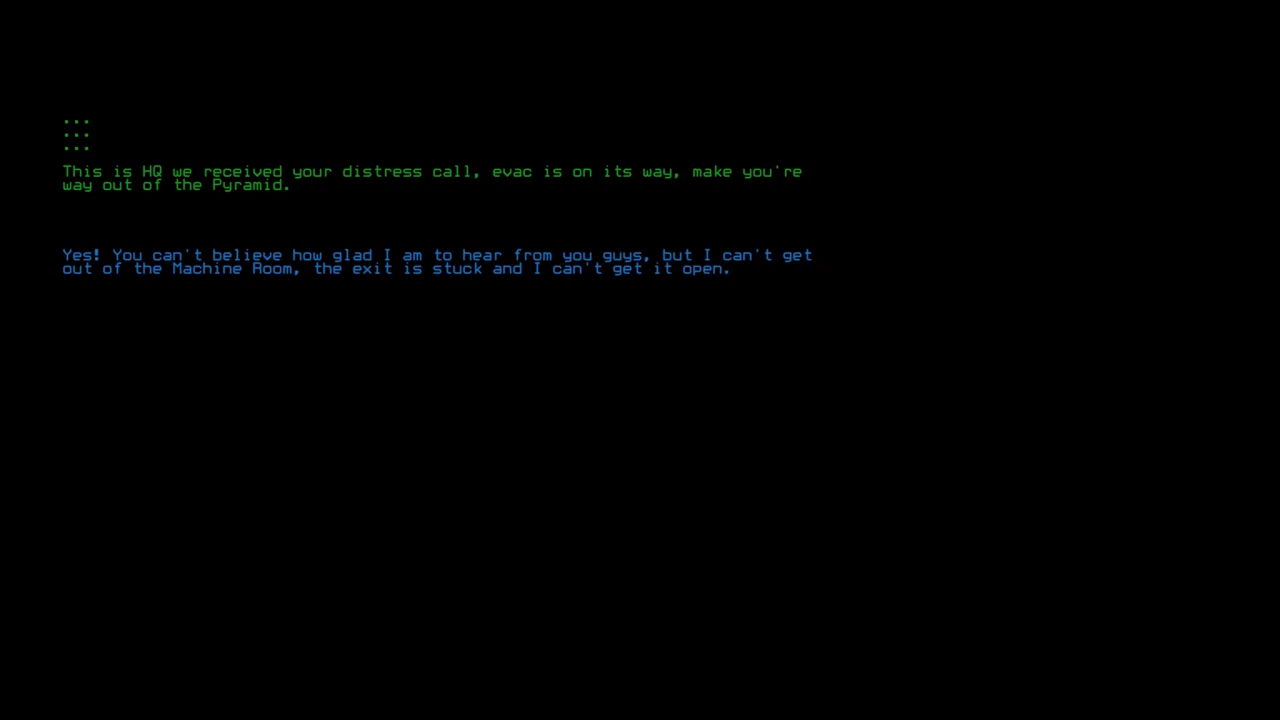 ...
...
...
This is HQ we received your distress call, evac is on its way, make you're
way out of the Pyramid.
Yes! You can't believe how glad I am to hear from you guys, but I can't get
out of the Machine Room, the exit is stuck and I can't get it open.